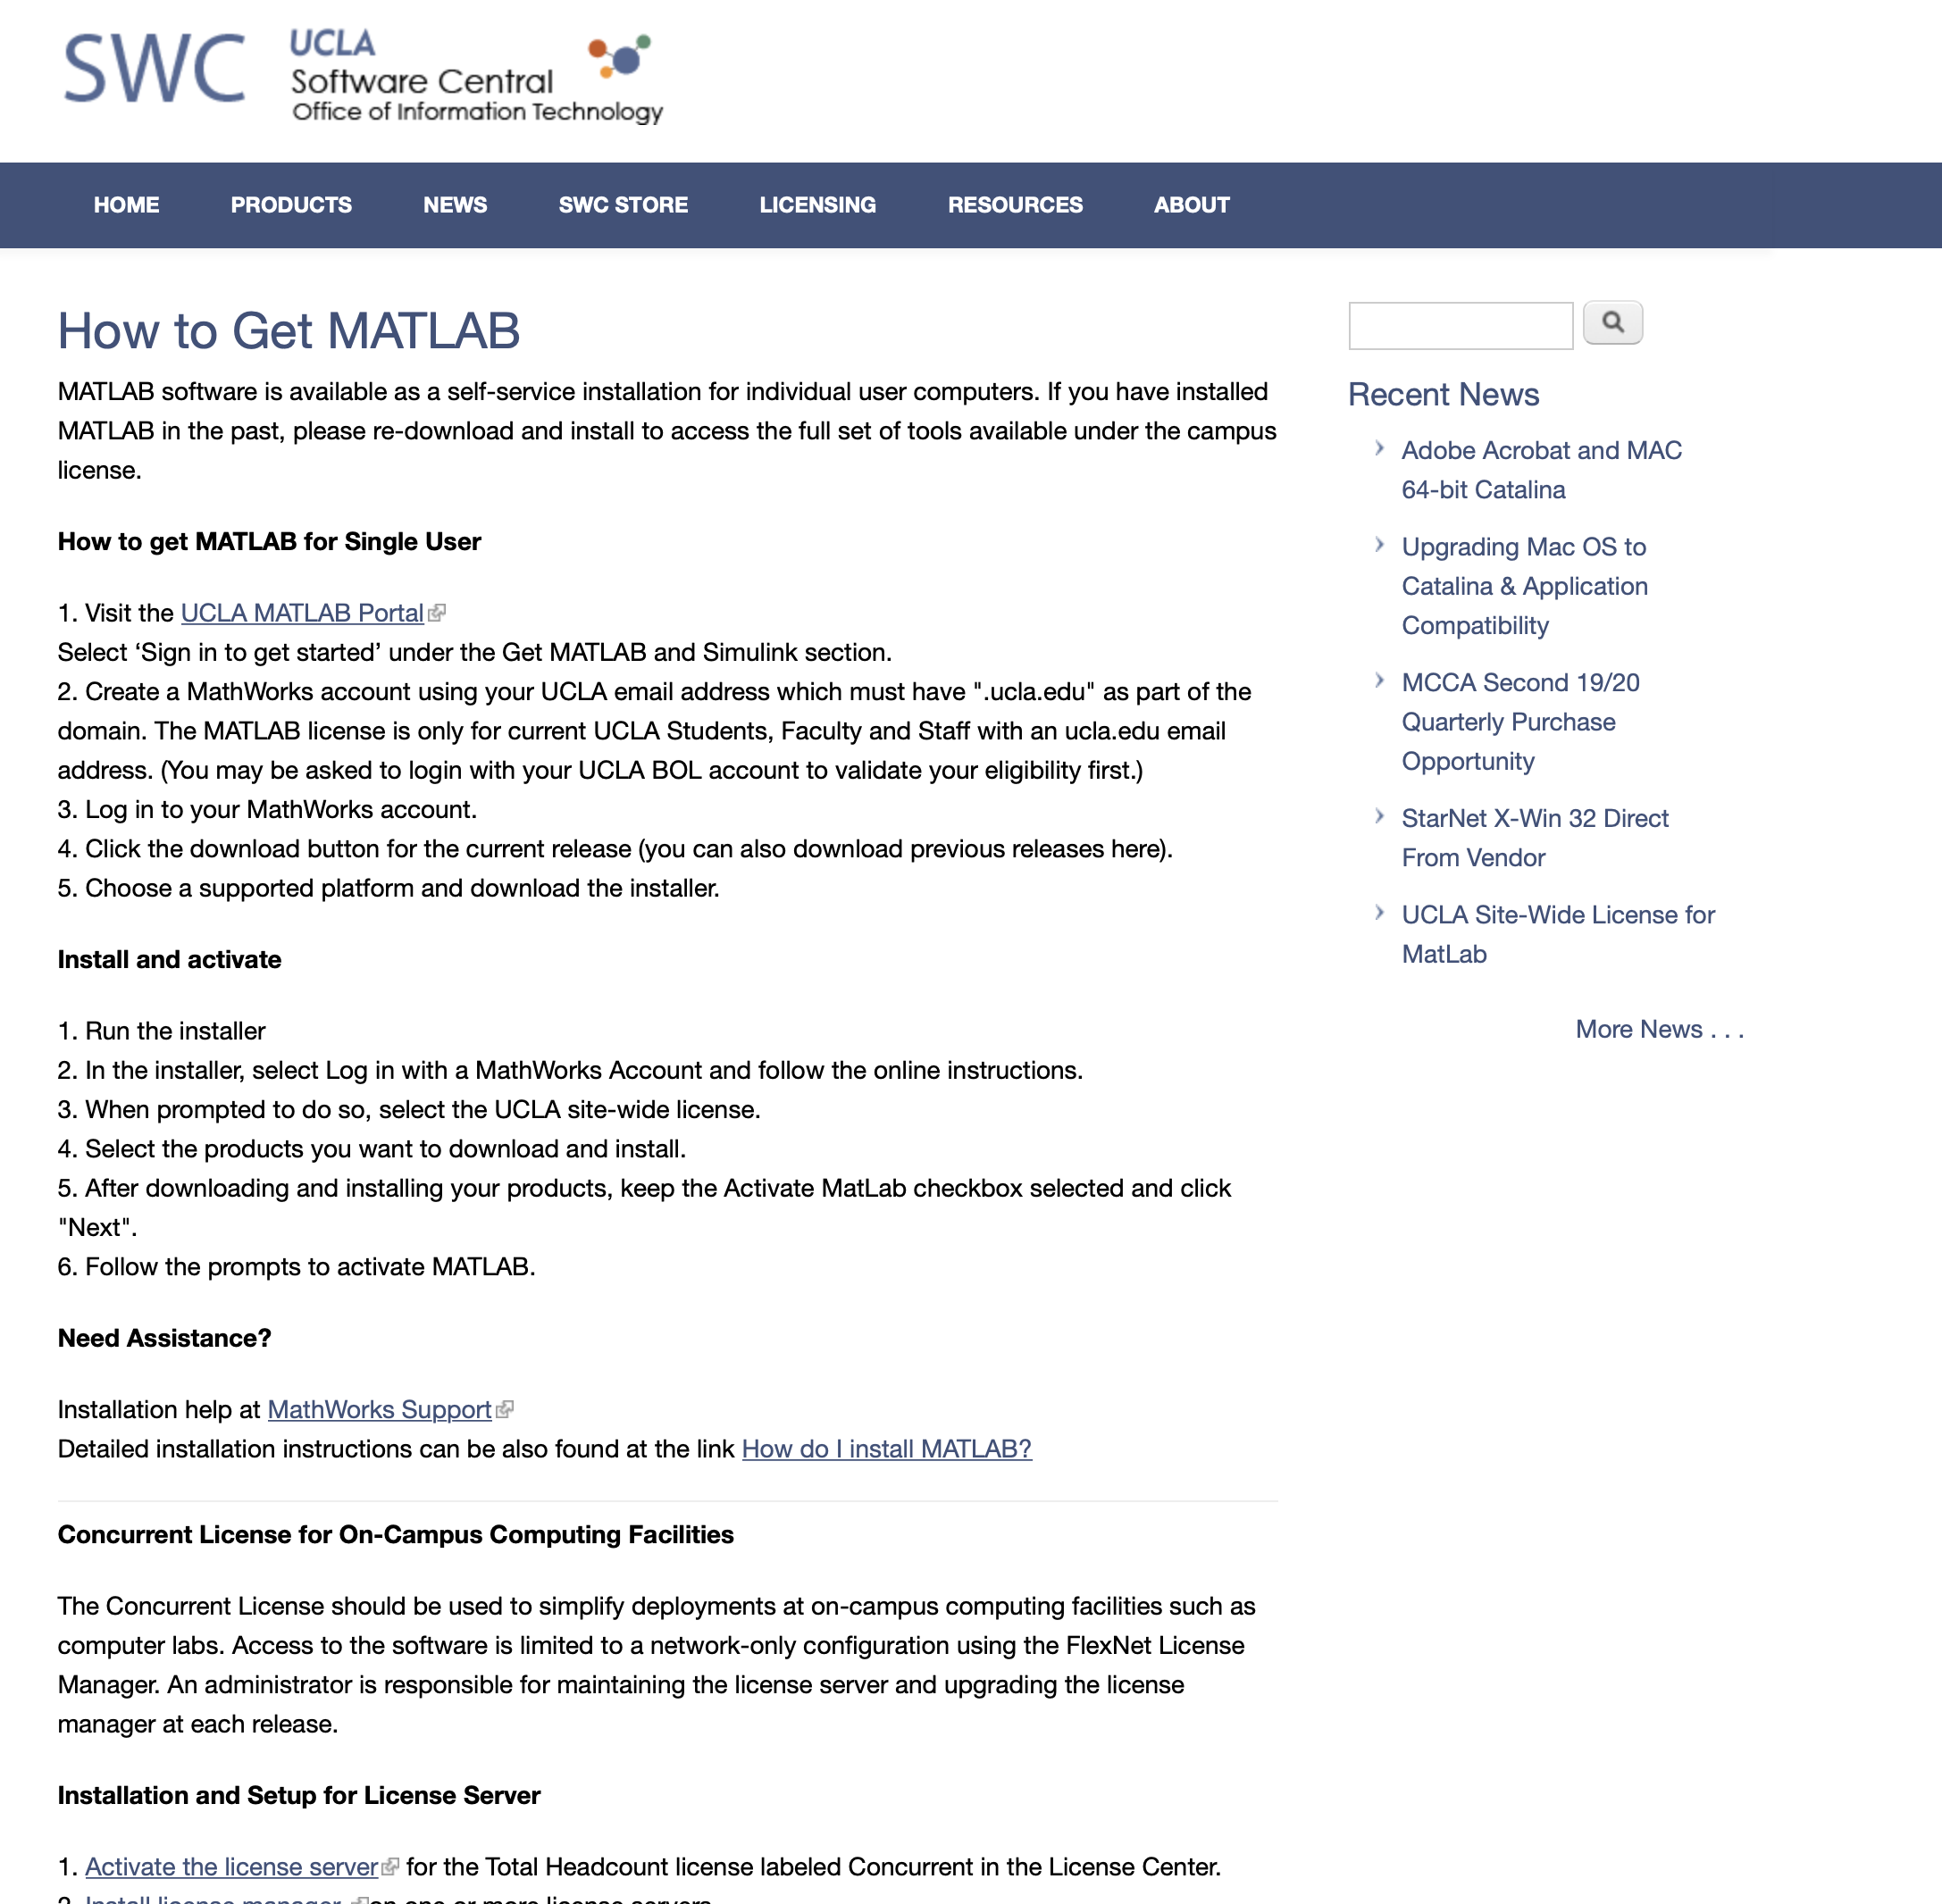 SWC
UCLA
Software Central
Office of Information Technology
HOME PRODUCTS NEWS SWC STORE LICENSING RESOURCES ABOUT
How to Get MATLAB
MATLAB software is available as a self-service installation for individual user computers. If you have installed
MATLAB in the past, please re-download and install to access the full set of tools available under the campus
license.
How to get MATLAB for Single User
1. Visit the UCLA MATLAB Portal
Select ‘Sign in to get started’ under the Get MATLAB and Simulink section.
2. Create a MathWorks account using your UCLA email address which must have ".ucla.edu" as part of the
domain. The MATLAB license is only for current UCLA Students, Faculty and Staff with an ucla.edu email
address. (You may be asked to login with your UCLA BOL account to validate your eligibility first.)
3. Log in to your MathWorks account.
4. Click the download button for the current release (you can also download previous releases here).
5. Choose a supported platform and download the installer.
Install and activate
1. Run the installer
2. In the installer, select Log in with a MathWorks Account and follow the online instructions.
3. When prompted to do so, select the UCLA site-wide license.
4. Select the products you want to download and install.
5. After downloading and installing your products, keep the Activate MatLab checkbox selected and click
"Next".
6. Follow the prompts to activate MATLAB.
Need Assistance?
Installation help at MathWorks Support
Detailed installation instructions can be also found at the link How do I install MATLAB?
Concurrent License for On-Campus Computing Facilities
The Concurrent License should be used to simplify deployments at on-campus computing facilities such as
computer labs. Access to the software is limited to a network-only configuration using the FlexNet License
Manager. An administrator is responsible for maintaining the license server and upgrading the license
manager at each release.
Installation and Setup for License Server
1. Activate the license server for the Total Headcount license labeled Concurrent in the License Center.
2. Install license manager on one or more license servers
Recent News
Adobe Acrobat and MAC
64-bit Catalina
Upgrading Mac OS to
Catalina & Application
Compatibility
MCCA Second 19/20
Quarterly Purchase
Opportunity
StarNet X-Win 32 Direct
From Vendor
UCLA Site-Wide License for
MatLab
More News . . .